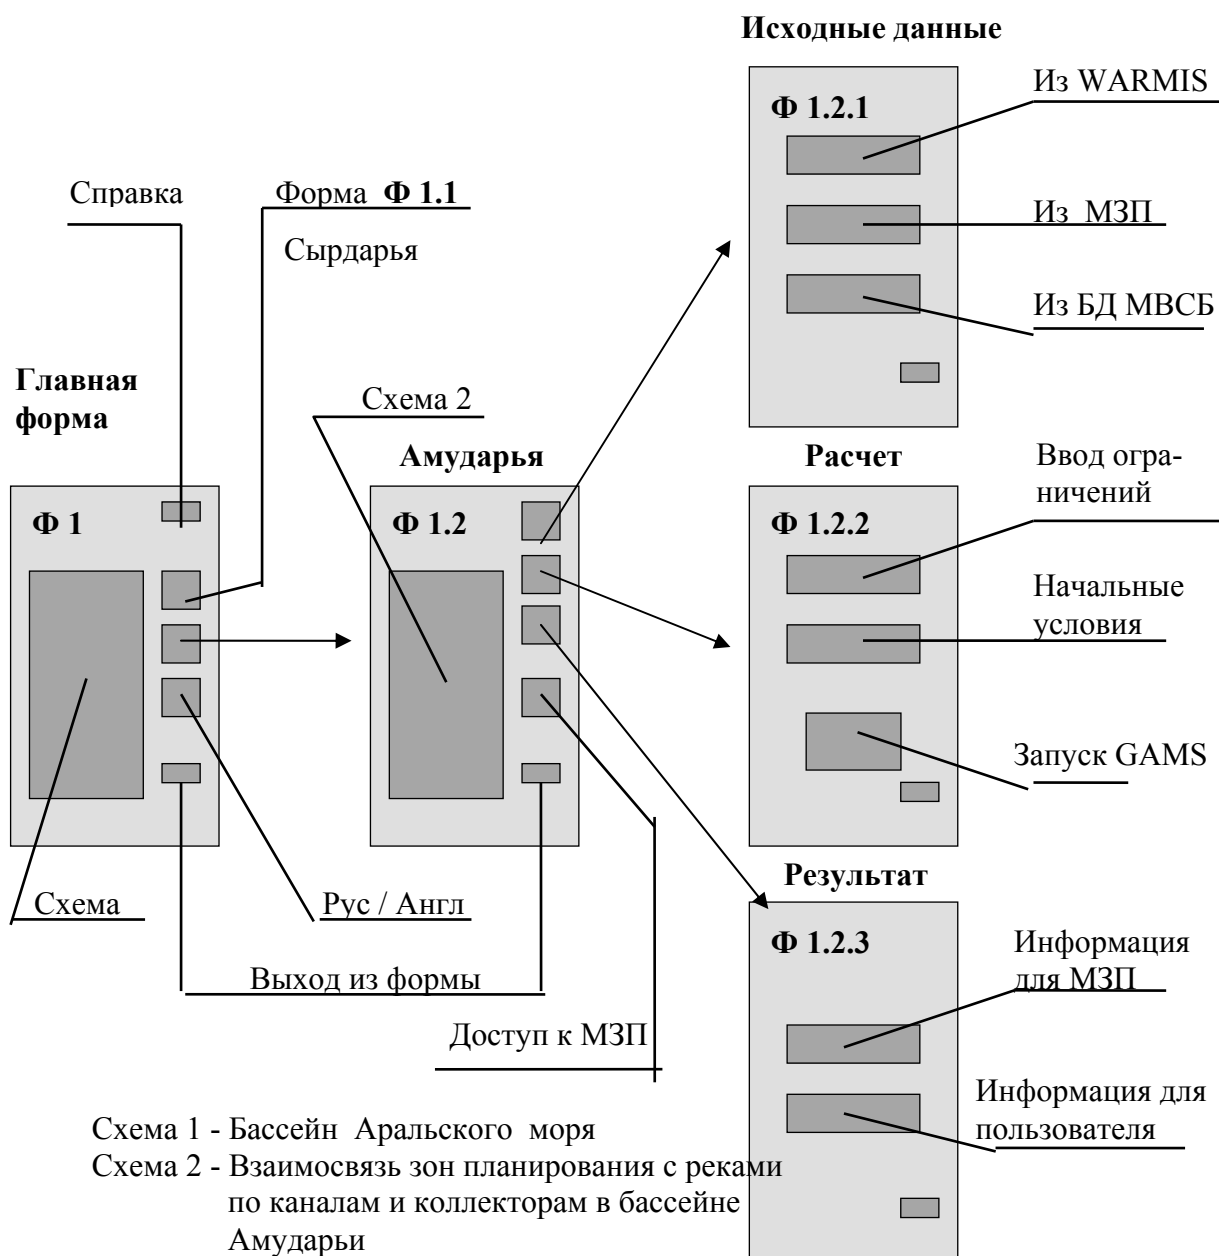 Исходные данные
Ф 1.2.1
Из WARMIS
Из МЗП
Из БД МВСБ
Справка
Форма Ф 1.1
Сырдарья
Главная
форма
Схема 2
Амударья
Расчет
Ввод огра-
ничений
Ф 1
Ф 1.2
Ф 1.2.2
Начальные
условия
Запуск GAMS
Схема
Рус / Англ
Результат
Выход из формы
Ф 1.2.3
Информация
для МЗП
Доступ к МЗП
Информация для
пользователя
Схема 1 - Бассейн Аральского моря
Схема 2 - Взаимосвязь зон планирования с реками
по каналам и коллекторам в бассейне
Амударьи